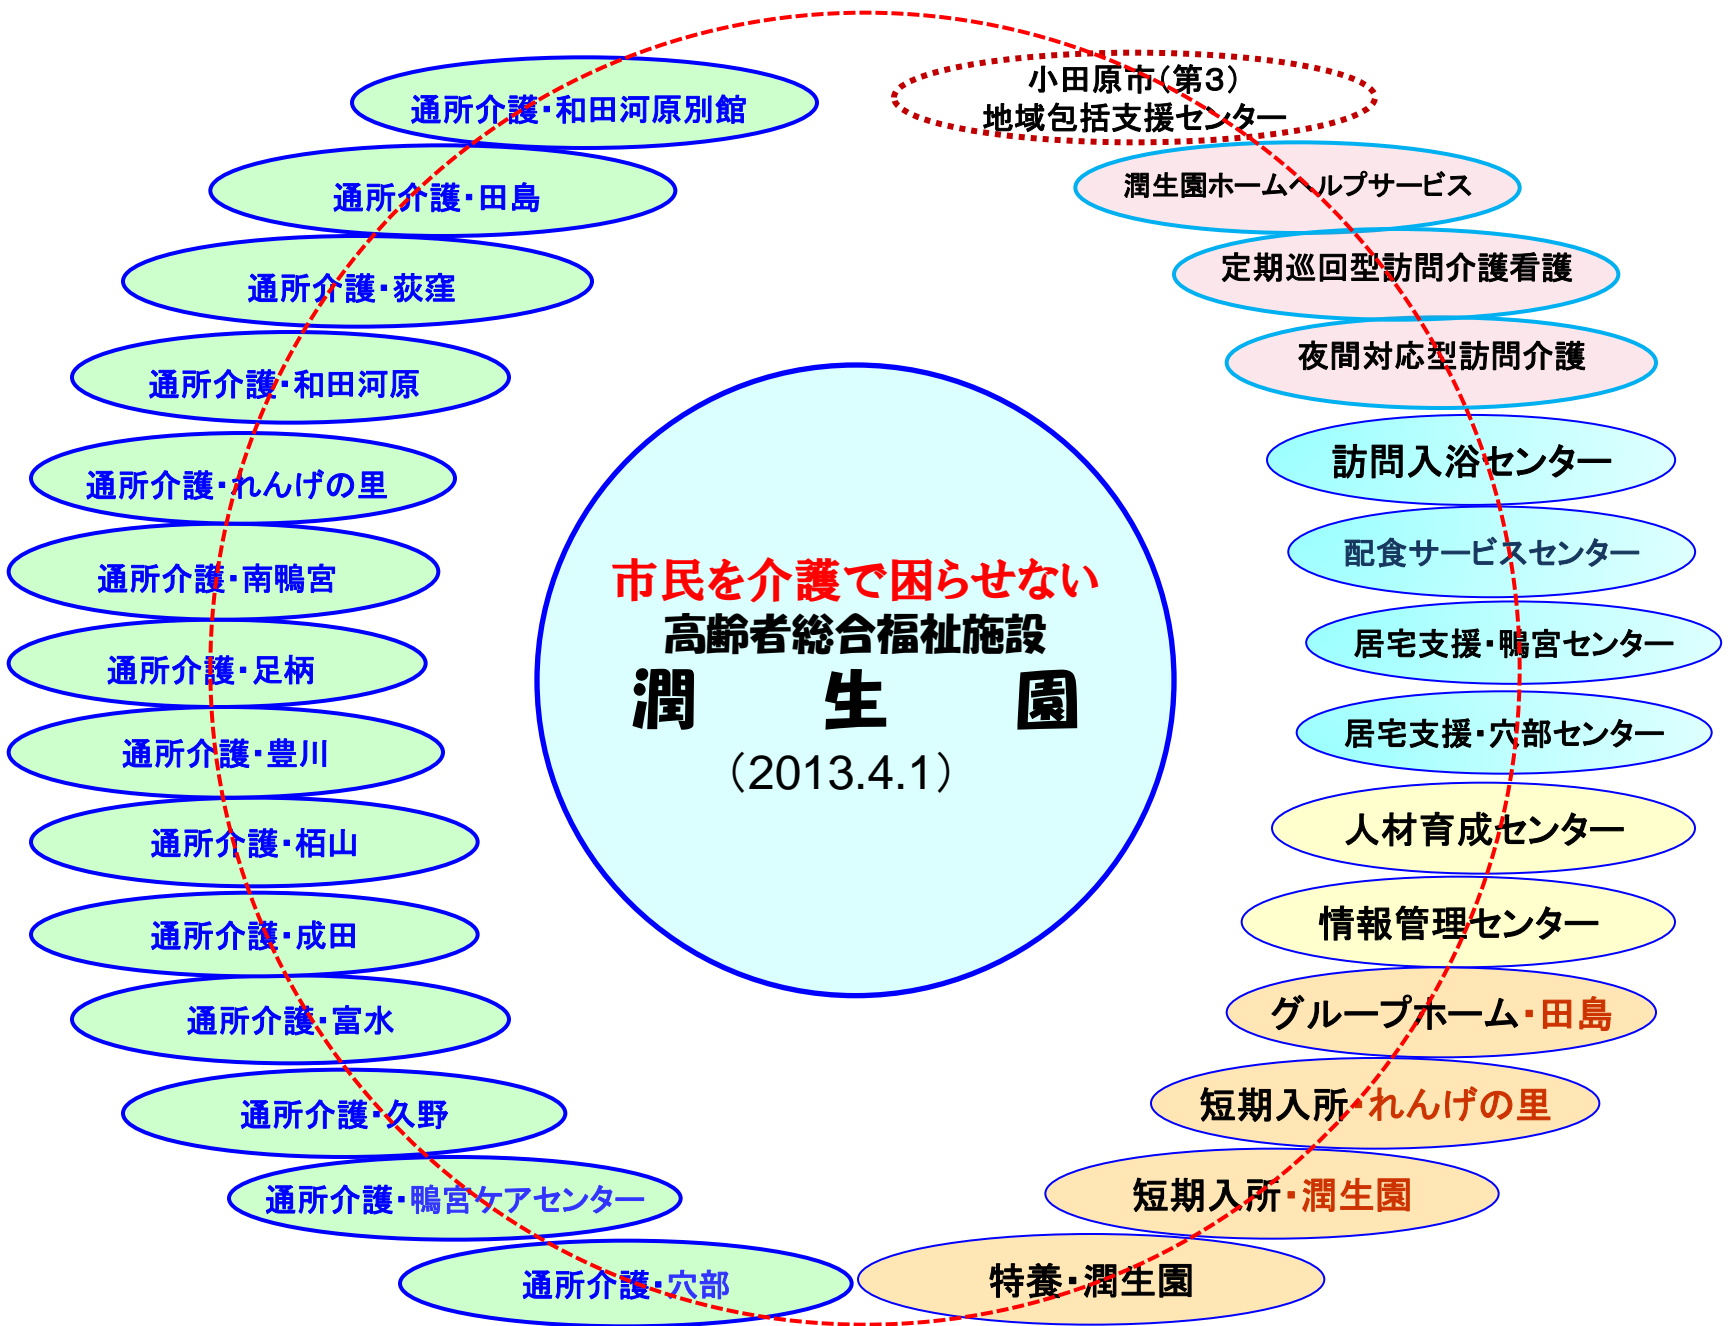 通所介護・和田河原別館
通所介護・田島
通所介護・荻窪
通所介護・和田河原
通所介護・れんげの里
通所介護・南鴨宮
通所介護・足柄
通所介護・豊川
通所介護・栢山
通所介護・成田
通所介護・富水
通所介護・久野
通所介護・鴨宮ケアセンター
通所介護・穴部
市民を介護で困らせない
高齢者総合福祉施設
潤　生　園
（2013.4.1）
小田原市（第３）
地域包括支援センター
潤生園ホームヘルプサービス
定期巡回型訪問介護看護
夜間対応型訪問介護
訪問入浴センター
配食サービスセンター
居宅支援・鴨宮センター
居宅支援・穴部センター
人材育成センター
情報管理センター
グループホーム・田島
短期入所・れんげの里
短期入所・潤生園
特養・潤生園